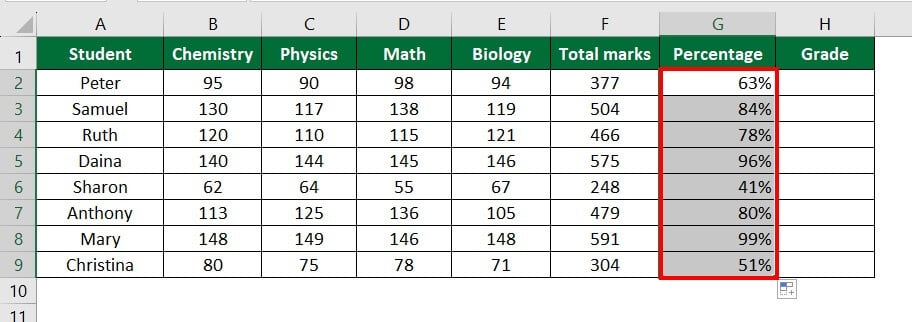 A B C D E F G H
1 Student Chemistry Physics Math Biology Total marks Percentage Grade
2 Peter 95 90 98 94 377 63%
3 Samuel 130 117 138 119 504 84%
4 Ruth 120 110 115 121 466 78%
5 Daina 140 144 145 146 575 96%
6 Sharon 62 64 55 67 248 41%
7 Anthony 113 125 136 105 479 80%
8 Mary 148 149 146 148 591 99%
9 Christina 80 75 78 71 304 51%
10
11